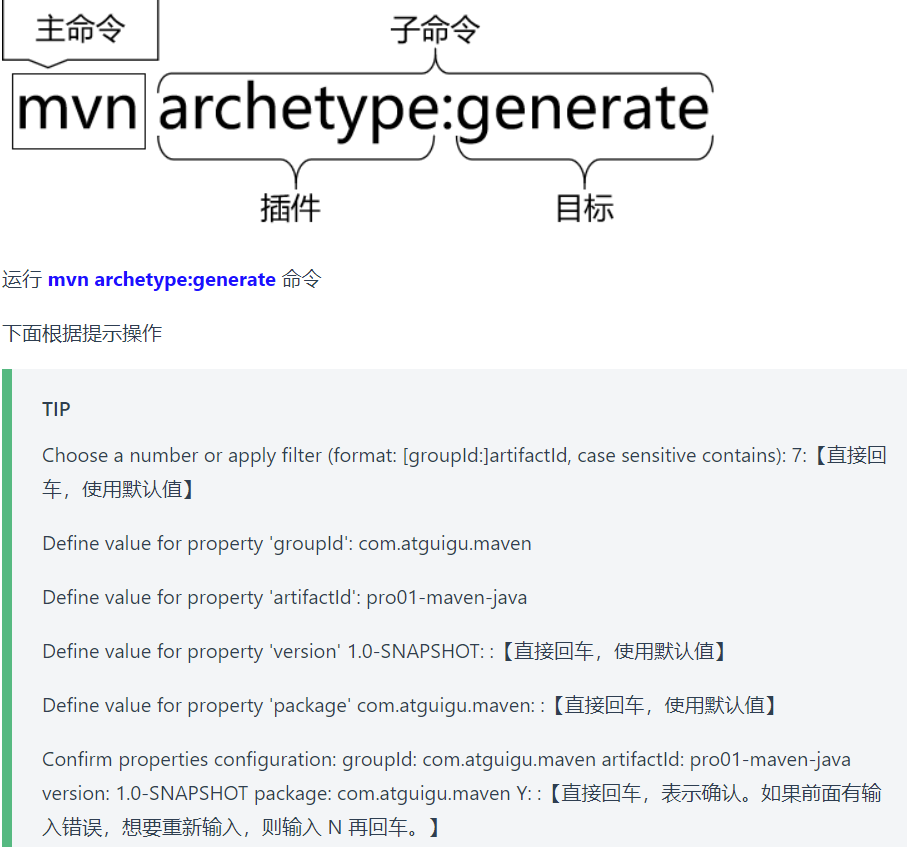 主命令
子命令
mvn archetype:generate
插件
目标
运行 mvn archetype:generate 命令
下面根据提示操作
TIP
Choose a number or apply filter (format: [groupId:]artifactId, case sensitive contains): 7:【直接回
车，使用默认值】
Define value for property 'groupId': com.atguigu.maven
Define value for property 'artifactId': pro01-maven-java
Define value for property 'version' 1.0-SNAPSHOT: :【直接回车，使用默认值】
Define value for property 'package' com.atguigu.maven: :【直接回车，使用默认值】
Confirm properties configuration: groupId: com.atguigu.maven artifactId: pro01-maven-java
version: 1.0-SNAPSHOT package: com.atguigu.maven Y: :【直接回车，表示确认。如果前面有输
入错误，想要重新输入，则输入 N 再回车。】